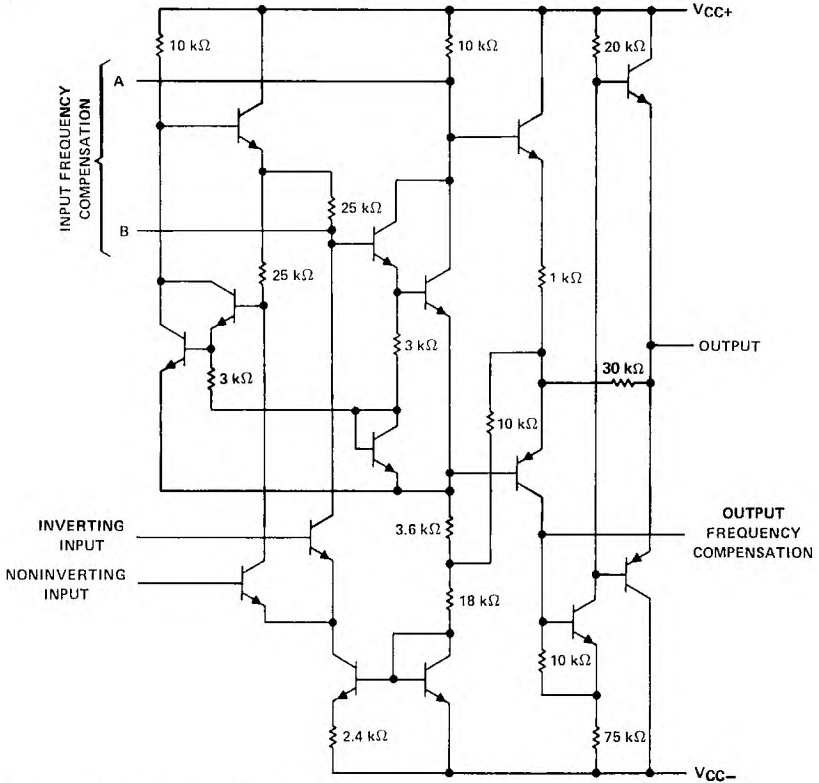 VCC+
10 kΩ
10 kΩ
20 kΩ
A
INPUT FREQUENCY
COMPENSATION
B
25 kΩ
25 kΩ
1 kΩ
3 kΩ
OUTPUT
3 kΩ
30 kΩ
10 kΩ
INVERTING
INPUT
3.6 kΩ
OUTPUT
FREQUENCY
COMPENSATION
NONINVERTING
INPUT
18 kΩ
10 kΩ
2.4 kΩ
75 kΩ
VCC−